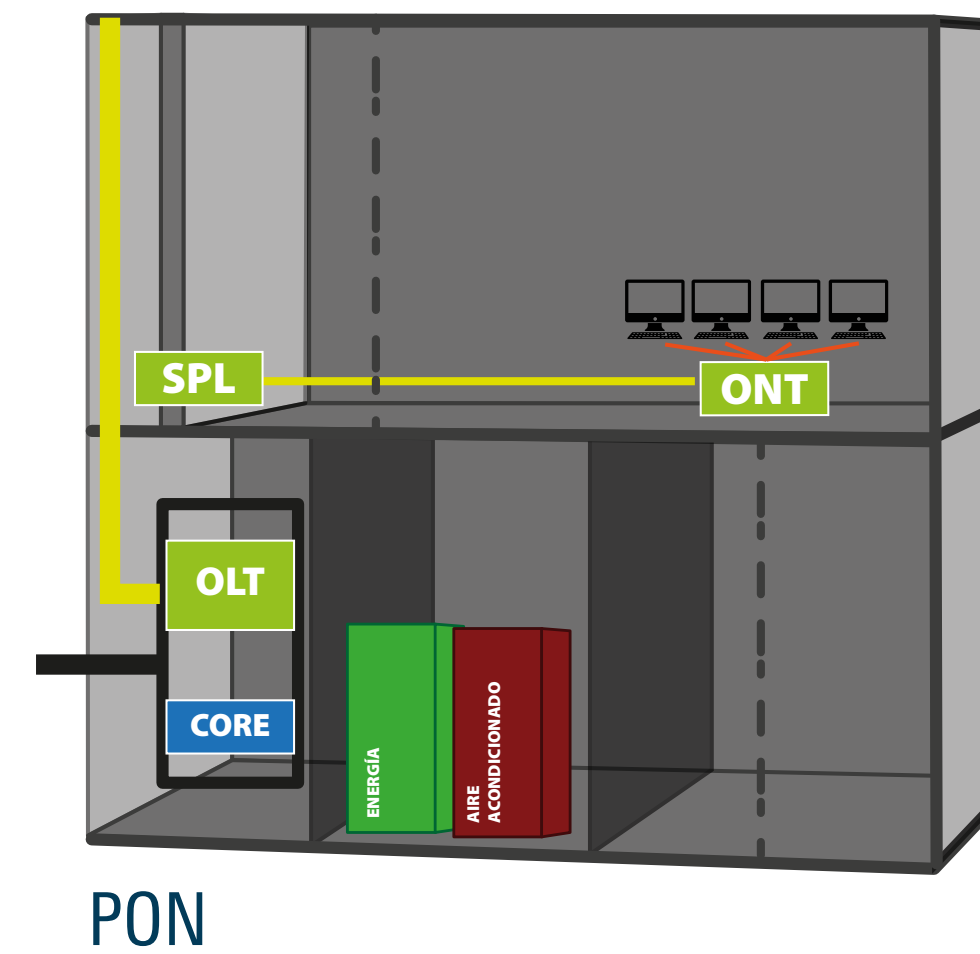 SPL
ONT
OLT
CORE
ENERGÍA
AIRE
ACONDICIONADO
PON